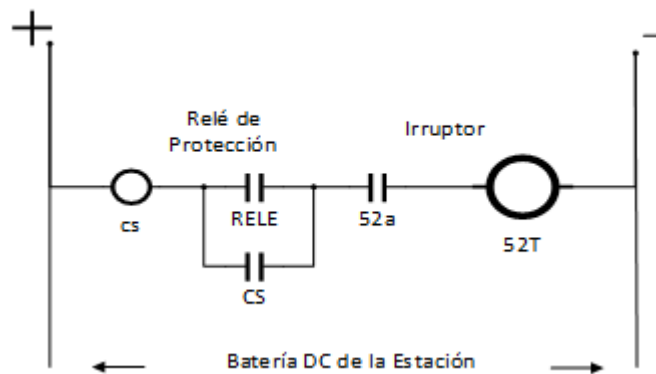 +
-
Relé de
Protección
Irruptor
cs
RELE
52a
52T
CS
Batería DC de la Estación